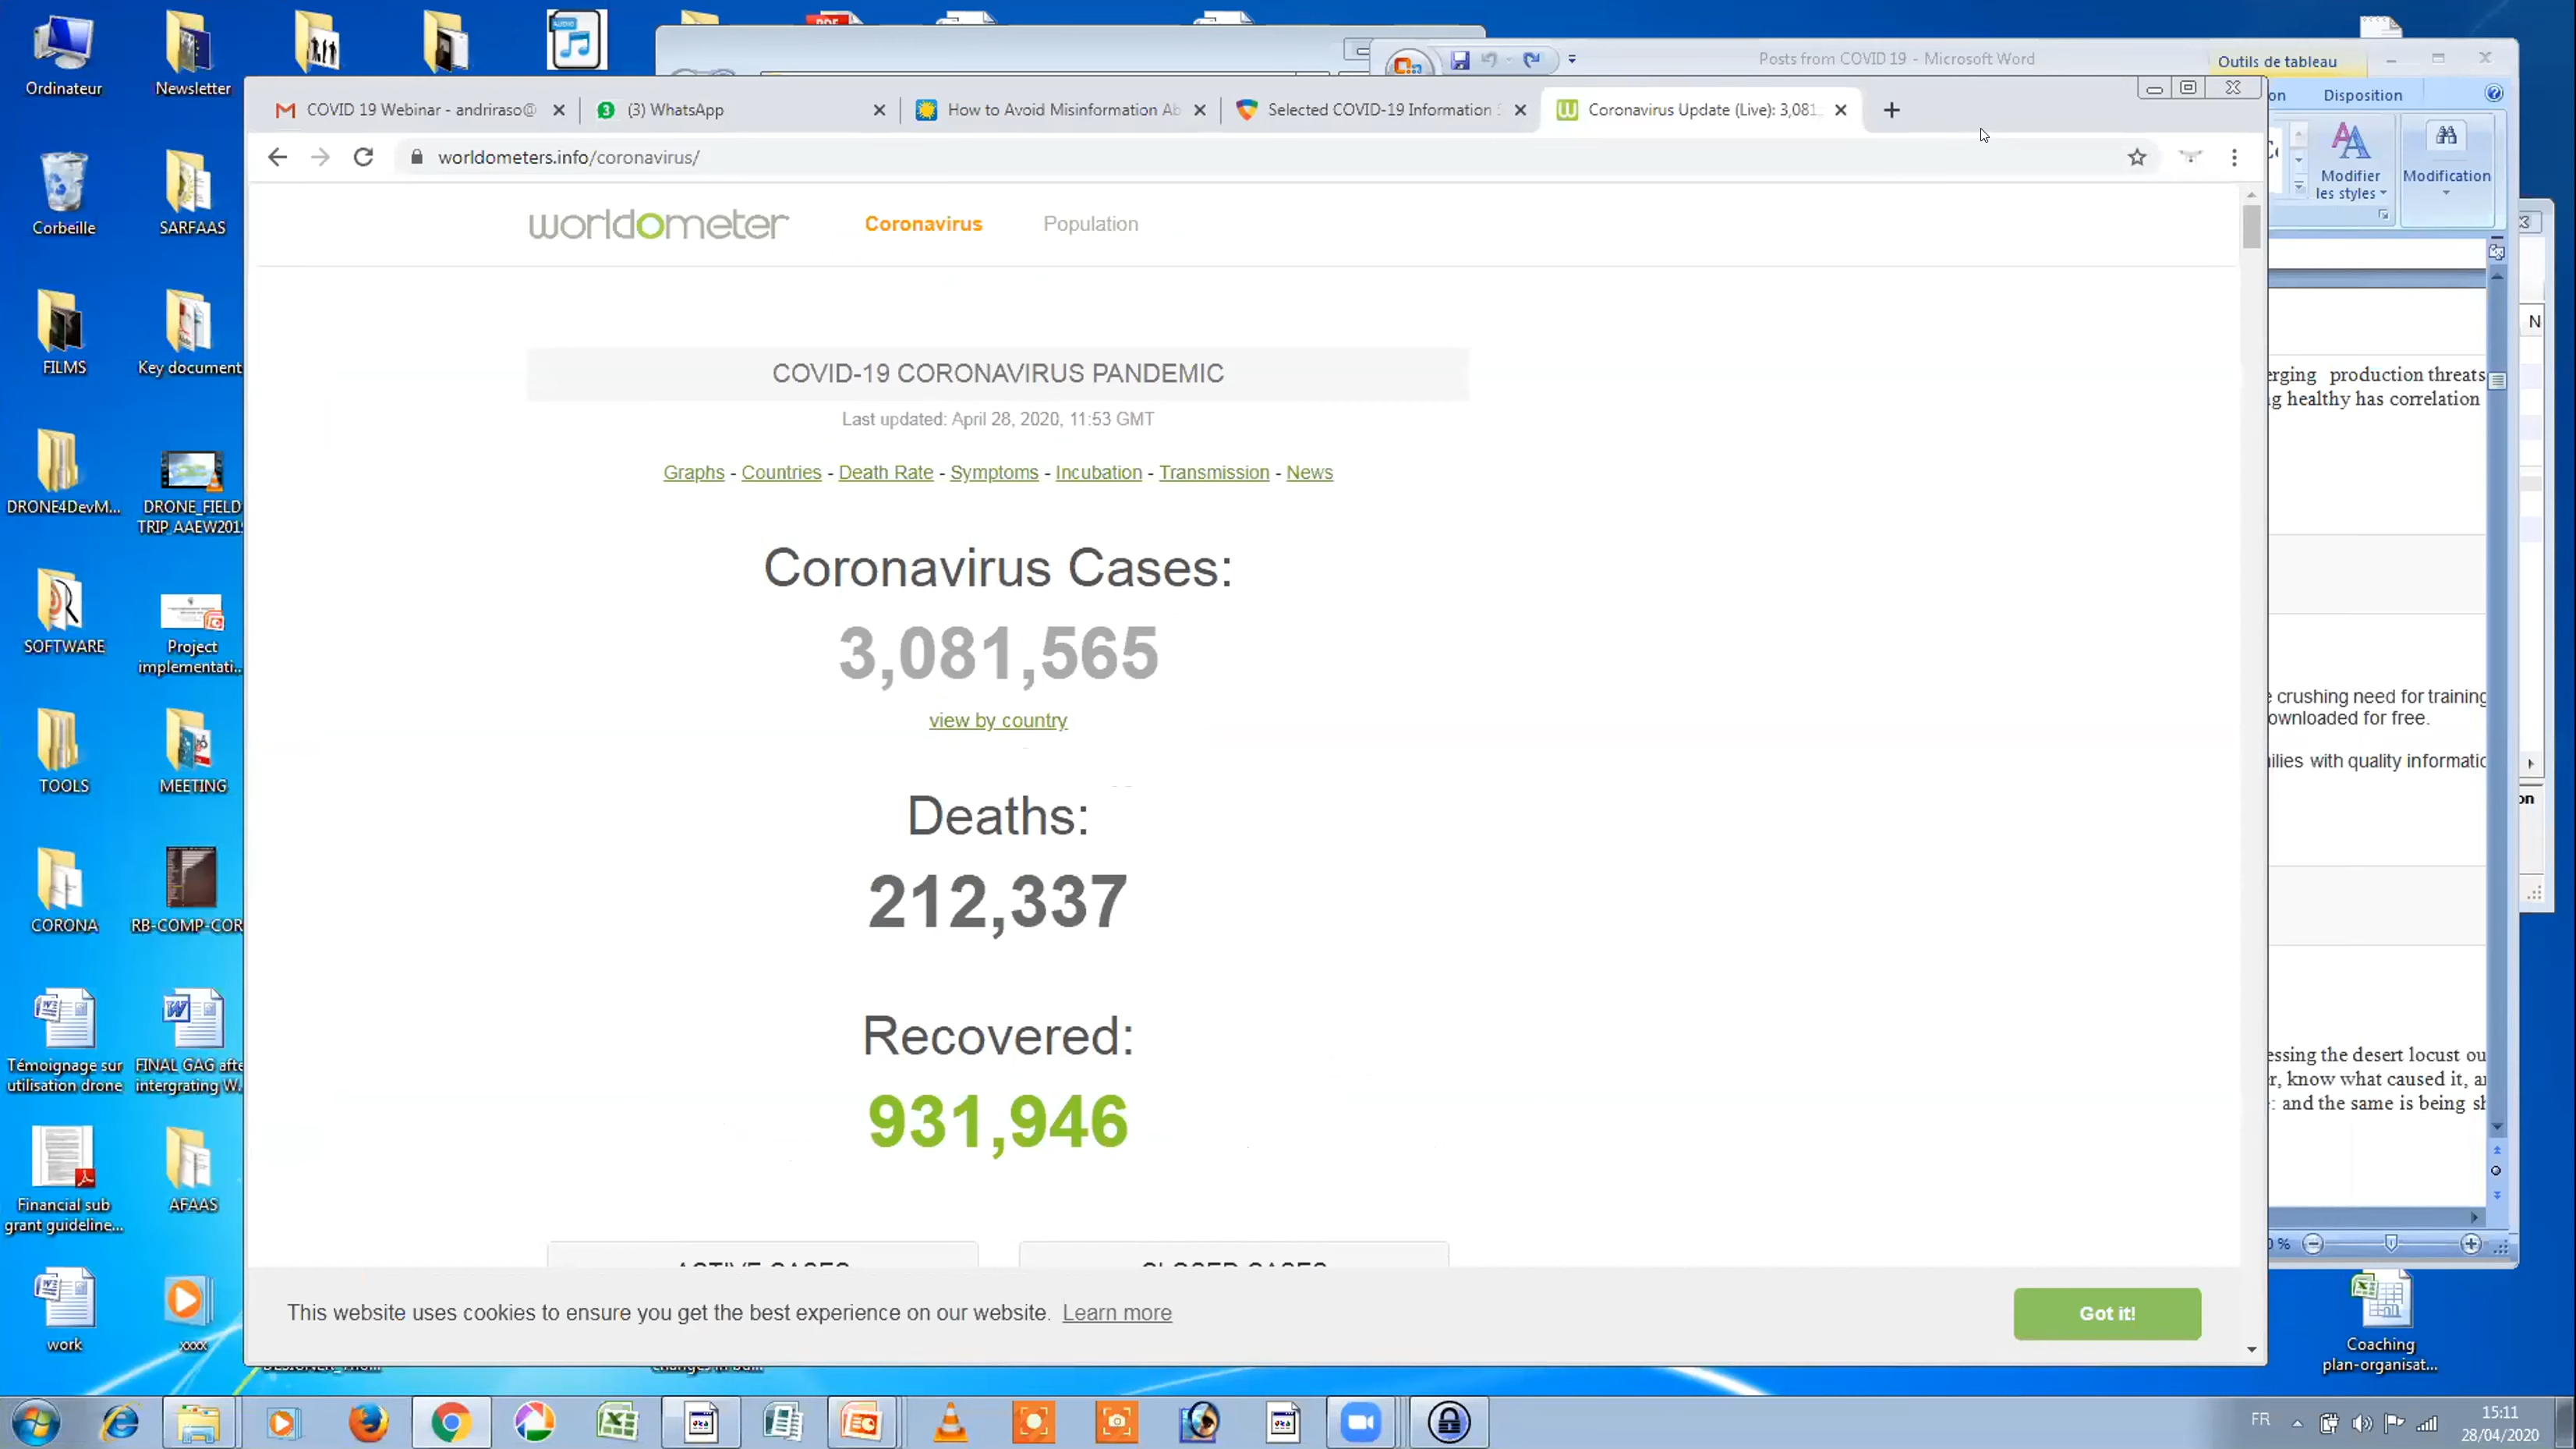 Ordinateur
Newsletter
Corbeille
SARFAAS
FILMS
Key document
DRONE4DevM...
DRONE_FIELD
TRIP_AAEW201
SOFTWARE
Project
implementati...
TOOLS
MEETING
CORONA
RB-COMP-COR
Témoignage sur
utilisation drone
FINAL GAG afte
intergrating W.
Financial sub
grant guideline...
AFAAS
work
xxxx
Posts from COVID 19 - Microsoft Word
Outils de tableau
Disposition
Modifier
les styles
Modification
COVID 19 Webinar - andriraso@
(3) WhatsApp
How to Avoid Misinformation Ab
Selected COVID-19 Information
Coronavirus Update (Live): 3,081
worldometers.info/coronavirus/
worldometer
Coronavirus
Population
COVID-19 CORONAVIRUS PANDEMIC
Last updated: April 28, 2020, 11:53 GMT
Graphs - Countries - Death Rate - Symptoms - Incubation - Transmission - News
Coronavirus Cases:
3,081,565
view by country
Deaths:
212,337
Recovered:
931,946
ACTIVE CASES
CLOSED CASES
This website uses cookies to ensure you get the best experience on our website. Learn more
Got it!
N
erging production threats
g healthy has correlation
e crushing need for training
ownloaded for free.
ilies with quality informatic
on
essing the desert locust ou
r, know what caused it, a
: and the same is being sh
Coaching
plan-organisat...
FR
15:11
28/04/2020